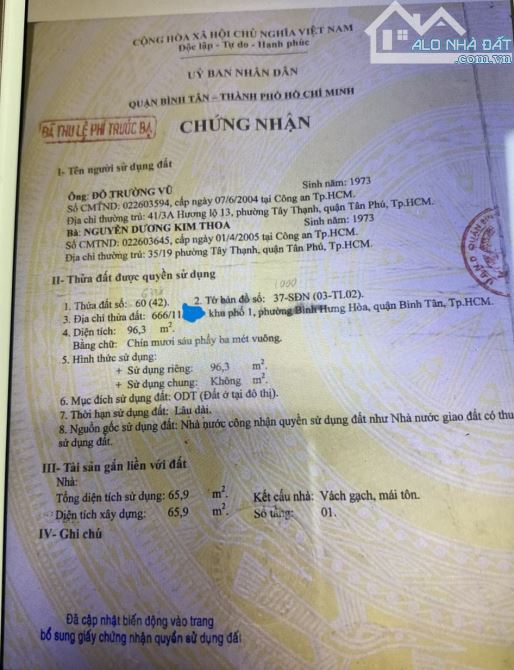 ALO NHÀ ĐẤT
.com.vn
CỘNG HÒA XÃ HỘI CHỦ NGHĨA VIỆT NAM
Độc lập - Tự do - Hạnh phúc
UỶ BAN NHÂN DÂN
QUẬN BÌNH TÂN – THÀNH PHỐ HỒ CHÍ MINH
ĐÃ THU LỆ PHÍ TRƯỚC BẠ
CHỨNG NHẬN
I- Tên người sử dụng đất
Ông: ĐỖ TRƯỜNG VŨ Sinh năm: 1973
Số CMTND: 022603594, cấp ngày 07/6/2004 tại Công an Tp.HCM.
Địa chỉ thường trú: 41/3A Hương lộ 13, phường Tây Thạnh, quận Tân Phú, Tp.HCM.
Bà: NGUYỄN DƯƠNG KIM THOA Sinh năm: 1973
Số CMTND: 022603645, cấp ngày 01/4/2005 tại Công an Tp.HCM.
Địa chỉ thường trú: 35/19 phường Tây Thạnh, quận Tân Phú, Tp.HCM.
II- Thửa đất được quyền sử dụng
1. Thửa đất số: 60 (42). 2. Tờ bản đồ số: 37-SĐN (03-TL02).
3. Địa chỉ thửa đất: 666/11 khu phố 1, phường Bình Hưng Hòa, quận Bình Tân, Tp.HCM.
4. Diện tích: 96,3 m².
Bằng chữ: Chín mươi sáu phẩy ba mét vuông.
5. Hình thức sử dụng:
+ Sử dụng riêng: 96,3 m².
+ Sử dụng chung: Không m².
6. Mục đích sử dụng đất: ODT (Đất ở tại đô thị).
7. Thời hạn sử dụng đất: Lâu dài.
8. Nguồn gốc sử dụng đất: Nhà nước công nhận quyền sử dụng đất như Nhà nước giao đất có thu
sử dụng đất.
III- Tài sản gắn liền với đất
Nhà:
Tổng diện tích sử dụng: 65,9 m². Kết cấu nhà: Vách gạch, mái tôn.
Diện tích xây dựng: 65,9 m². Số tầng: 01.
IV- Ghi chú
Đã cập nhật biến động vào trang
bổ sung giấy chứng nhận quyền sử dụng đất